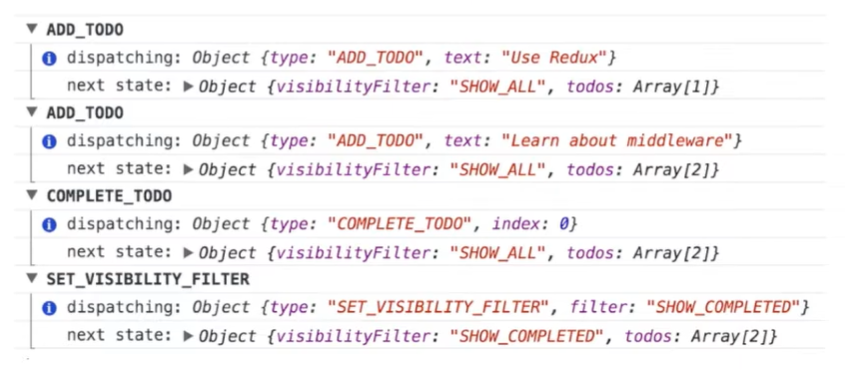 ▼ ADD_TODO
dispatching: Object {type: "ADD_TODO", text: "Use Redux"}
next state: ▶Object {visibilityFilter: "SHOW_ALL", todos: Array[1]}
▼ ADD_TODO
dispatching: Object {type: "ADD_TODO", text: "Learn about middleware"}
next state: ▶Object {visibilityFilter: "SHOW_ALL", todos: Array[2]}
▼ COMPLETE_TODO
dispatching: Object {type: "COMPLETE_TODO", index: 0}
next state: ▶Object {visibilityFilter: "SHOW_ALL", todos: Array[2]}
▼ SET_VISIBILITY_FILTER
dispatching: Object {type: "SET_VISIBILITY_FILTER", filter: "SHOW_COMPLETED"}
next state: ▶Object {visibilityFilter: "SHOW_COMPLETED", todos: Array[2]}